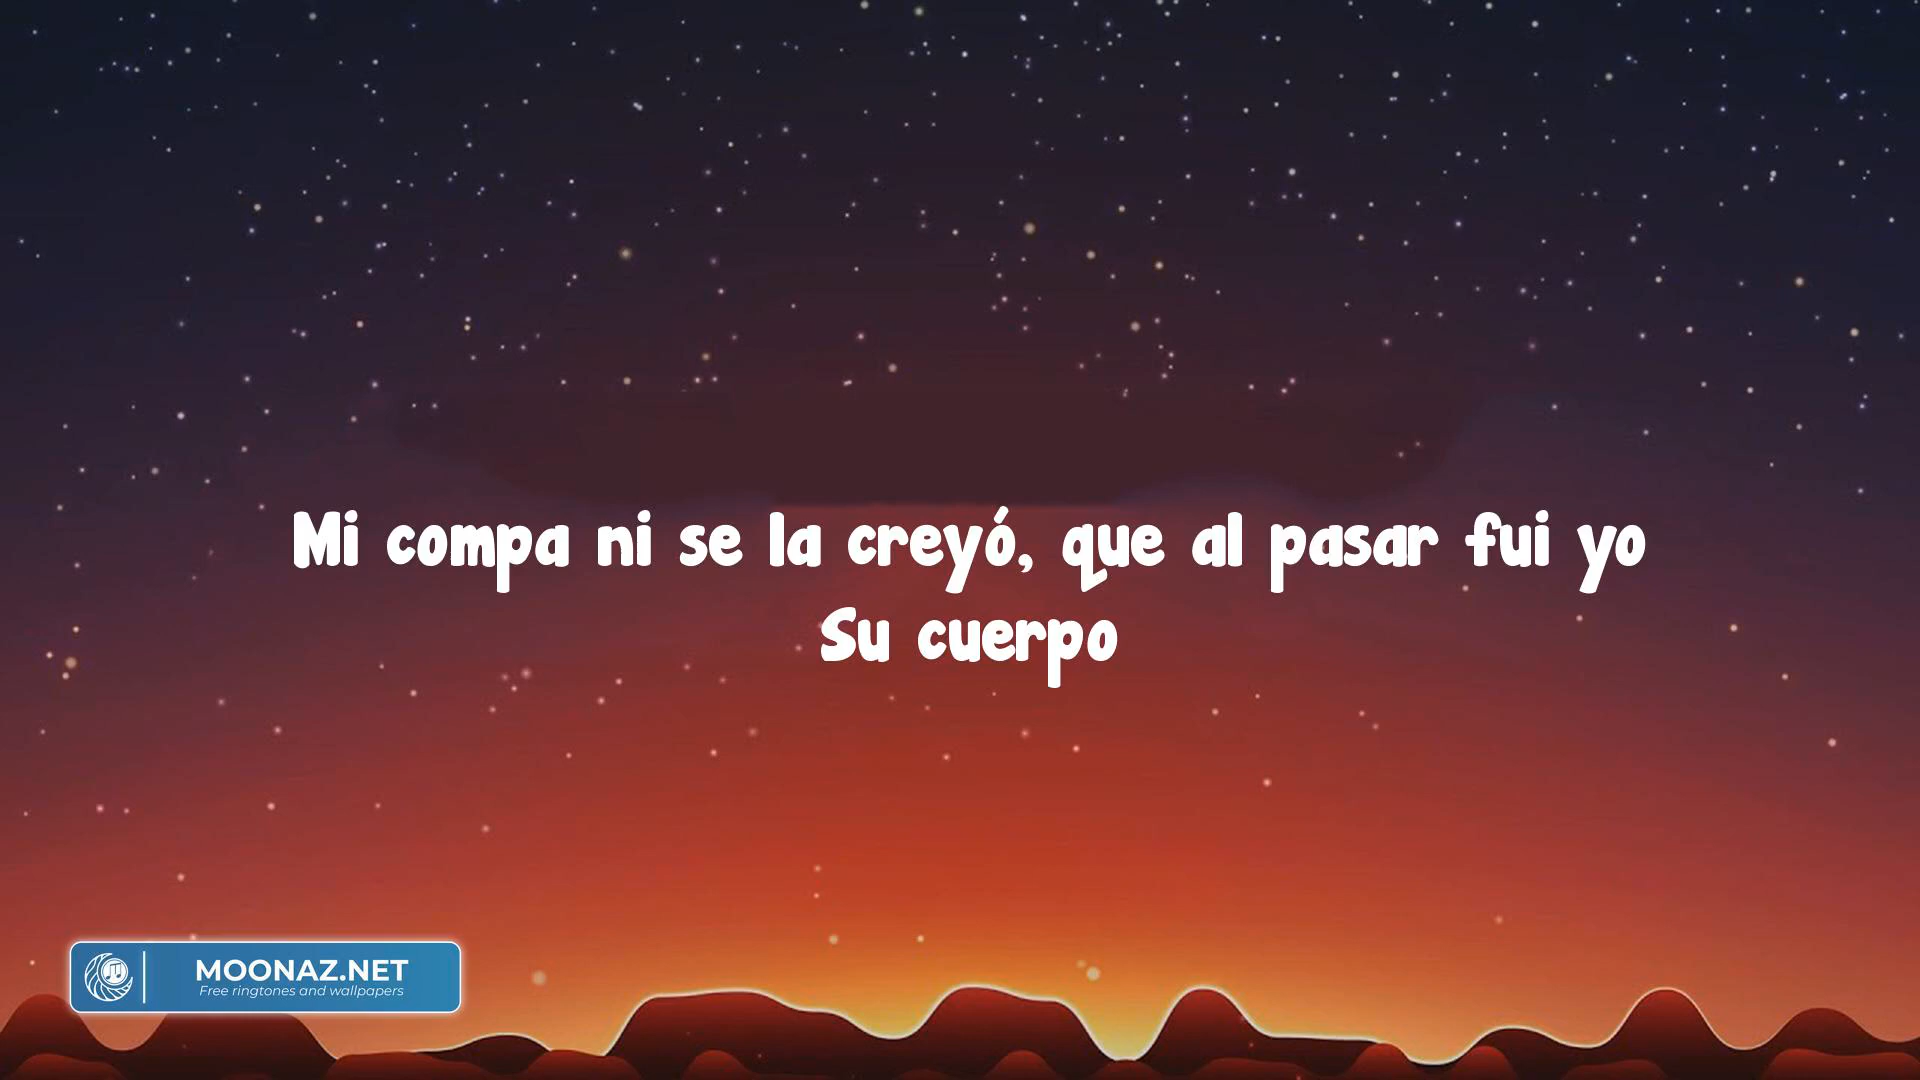 Mi compa ni se la creyó, que al pasar fui yo
Su cuerpo
MOONAZ.NET
Free ringtones and wallpapers